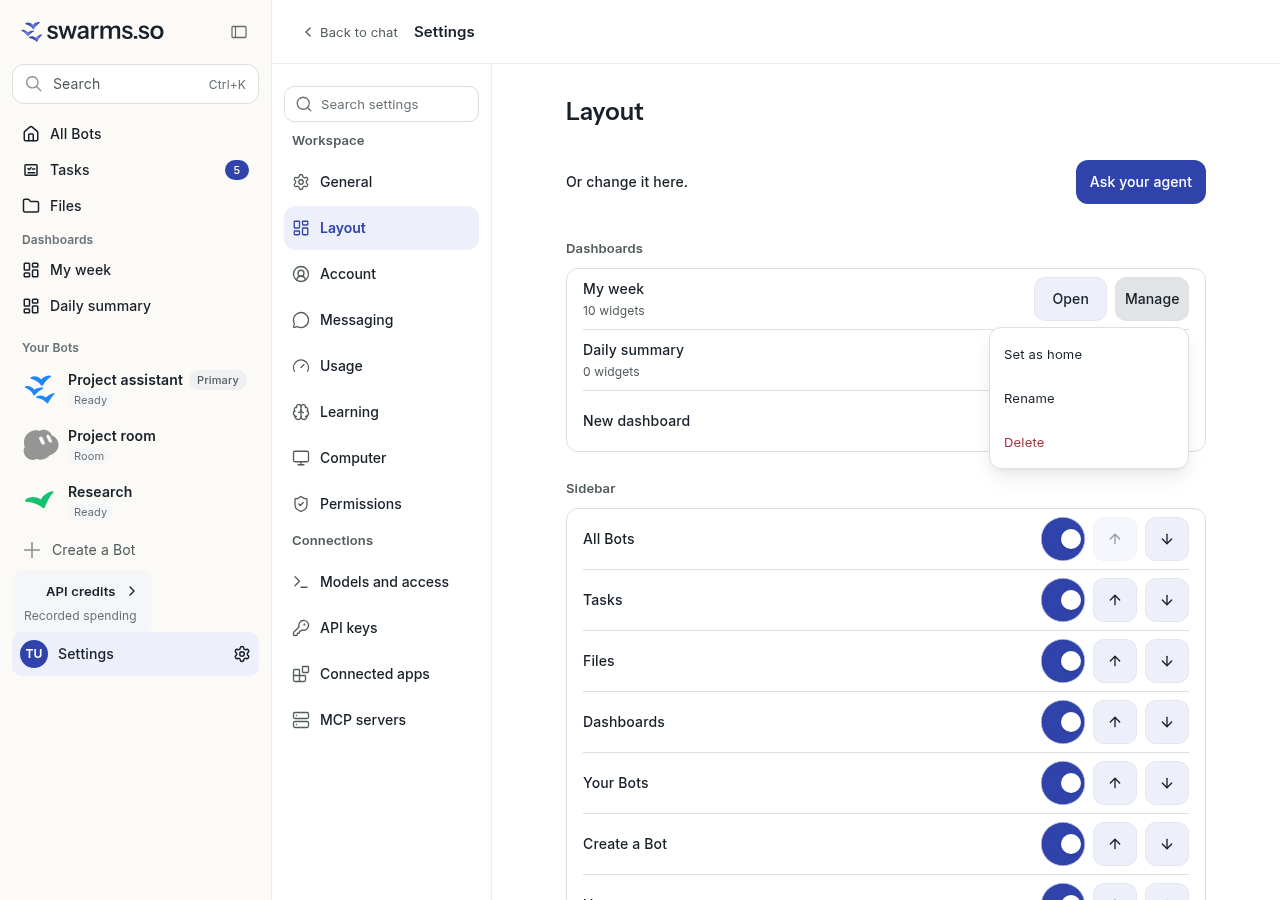 swarms.so
Search Ctrl+K
All Bots
Tasks 5
Files
Dashboards
My week
Daily summary
Your Bots
Project assistant Primary
Ready
Project room
Room
Research
Ready
Create a Bot
API credits
Recorded spending
TU Settings
Back to chat Settings
Search settings
Workspace
General
Layout
Account
Messaging
Usage
Learning
Computer
Permissions
Connections
Models and access
API keys
Connected apps
MCP servers
Layout
Or change it here. Ask your agent
Dashboards
My week
10 widgets
Open Manage
Daily summary
0 widgets
New dashboard
Set as home
Rename
Delete
Sidebar
All Bots
Tasks
Files
Dashboards
Your Bots
Create a Bot